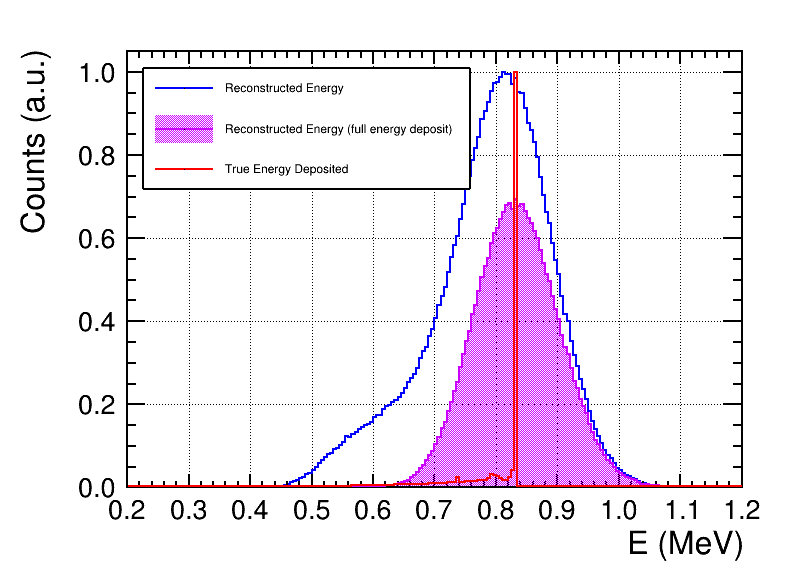 Counts (a.u.)
1.0
0.8
0.6
0.4
0.2
0.0
Reconstructed Energy
Reconstructed Energy (full energy deposit)
True Energy Deposited
0.2 0.3 0.4 0.5 0.6 0.7 0.8 0.9 1.0 1.1 1.2
E (MeV)